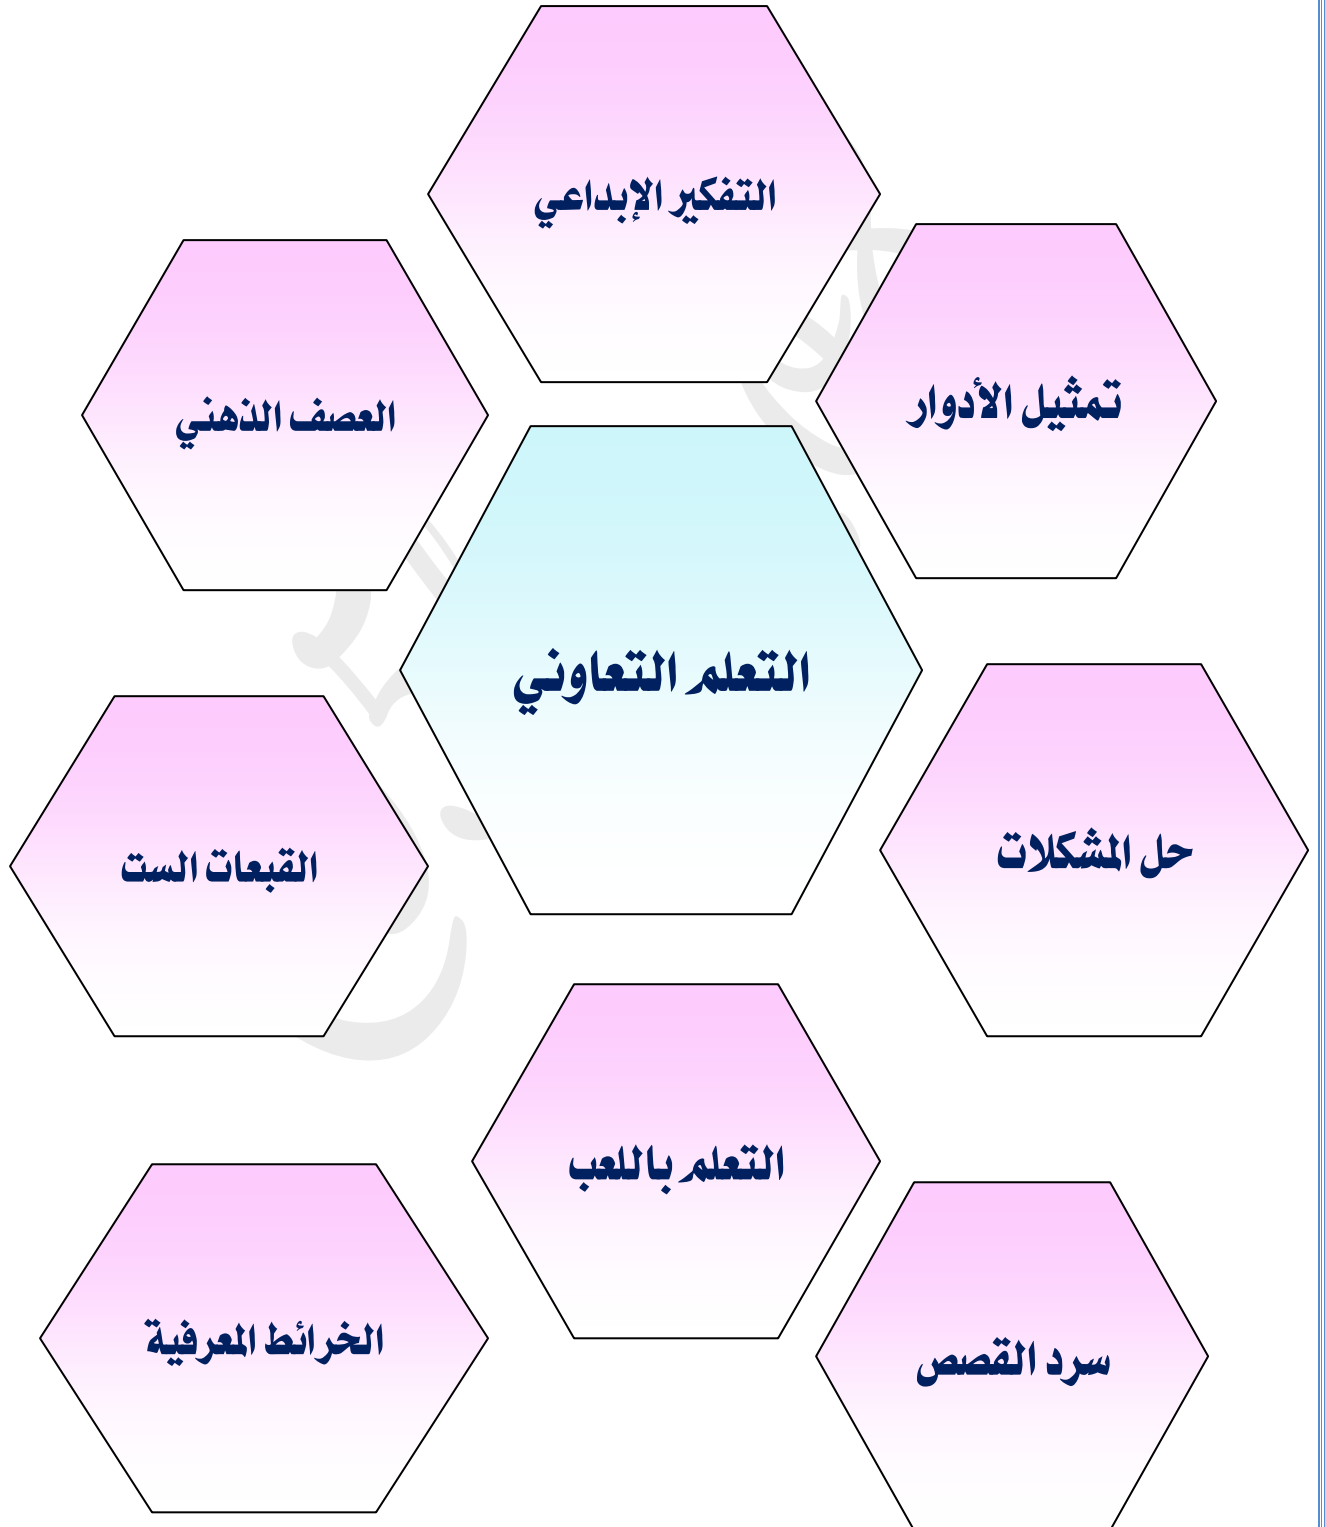 التفكير الإبداعي
تمثيل الأدوار
العصف الذهني
التعلم التعاوني
حل المشكلات
القبعات الست
التعلم باللعب
الخرائط المعرفية
سرد القصص